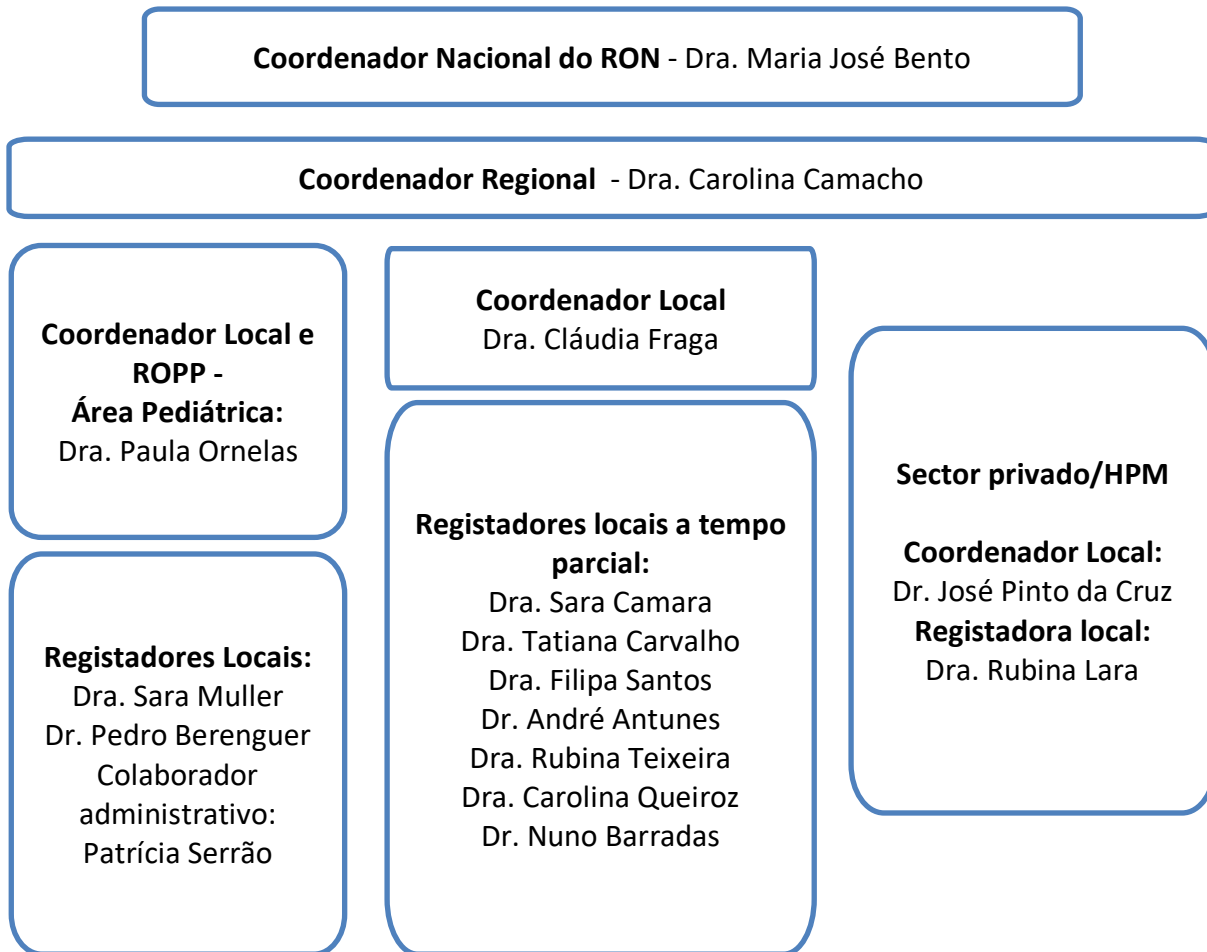 Coordenador Nacional do RON - Dra. Maria José Bento
Coordenador Regional - Dra. Carolina Camacho
Coordenador Local e
ROPP -
Área Pediátrica:
Dra. Paula Ornelas
Registadores Locais:
Dra. Sara Muller
Dr. Pedro Berenguer
Colaborador
administrativo:
Patrícia Serrão
Coordenador Local
Dra. Cláudia Fraga
Registadores locais a tempo
parcial:
Dra. Sara Camara
Dra. Tatiana Carvalho
Dra. Filipa Santos
Dr. André Antunes
Dra. Rubina Teixeira
Dra. Carolina Queiroz
Dr. Nuno Barradas
Sector privado/HPM
Coordenador Local:
Dr. José Pinto da Cruz
Registadora local:
Dra. Rubina Lara